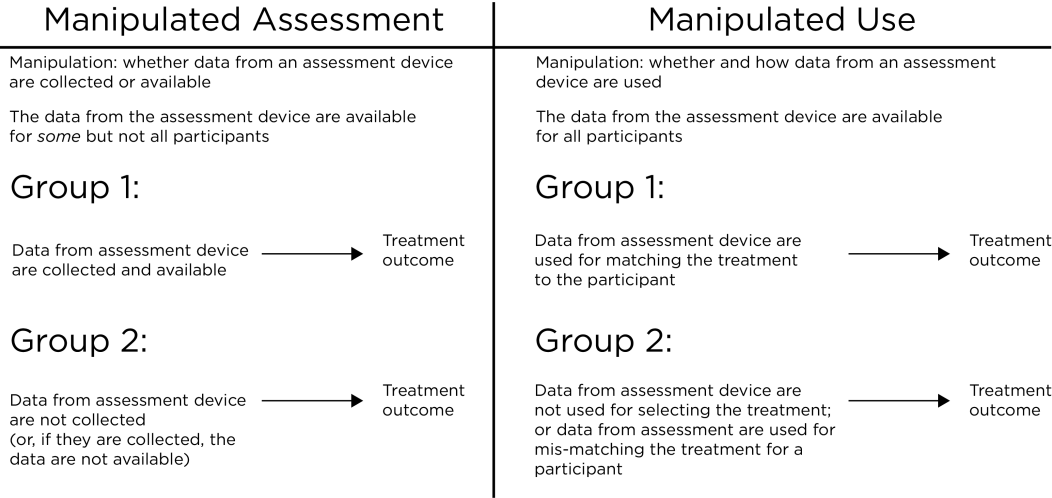 Manipulated Assessment
Manipulation: whether data from an assessment device
are collected or available
The data from the assessment device are available
for some but not all participants
Group 1:
Data from assessment device
are collected and available
Treatment
outcome
Group 2:
Data from assessment device
are not collected
(or, if they are collected, the
data are not available)
Treatment
outcome
Manipulated Use
Manipulation: whether and how data from an assessment
device are used
The data from the assessment device are available
for all participants
Group 1:
Data from assessment device are
used for matching the treatment
to the participant
Treatment
outcome
Group 2:
Data from assessment device are
not used for selecting the treatment;
or data from assessment are used for
mis-matching the treatment for a
participant
Treatment
outcome